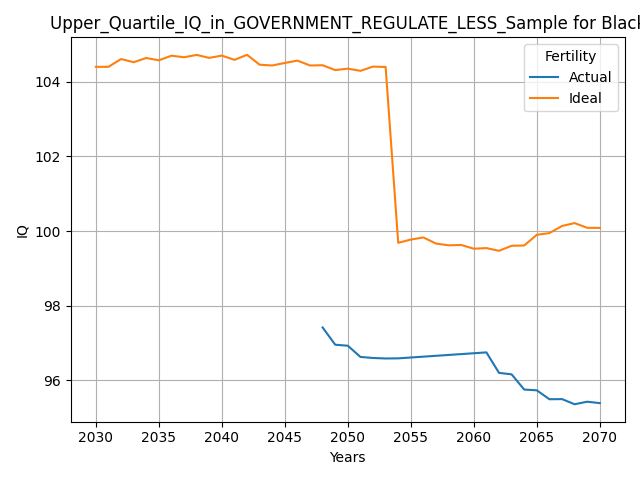 Upper_Quartile_IQ_in_GOVERNMENT_REGULATE_LESS_Sample for Black
Fertility
Actual
Ideal
104
102
100
98
96
IQ
2030 2035 2040 2045 2050 2055 2060 2065 2070
Years